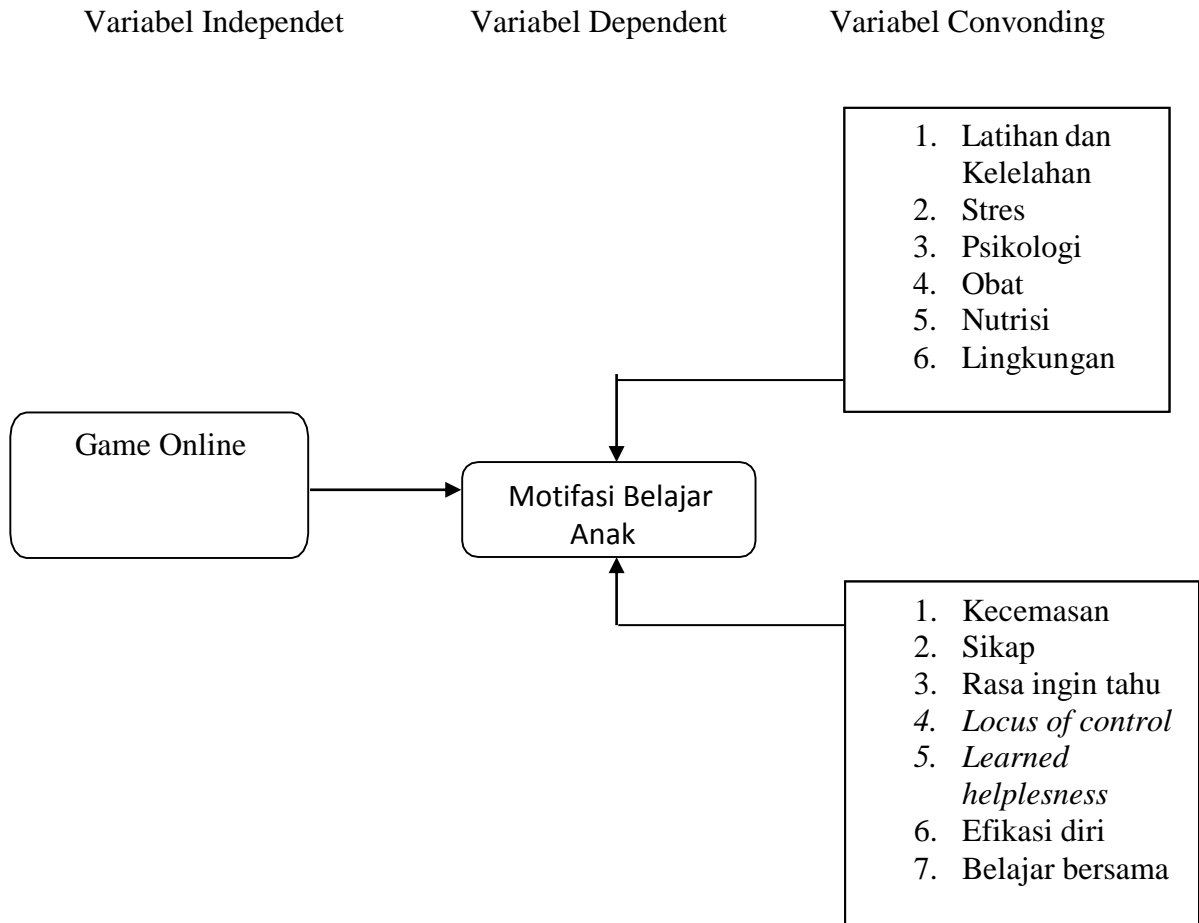 Variabel Independet Variabel Dependent Variabel Convonding
1. Latihan dan
Kelelahan
2. Stres
3. Psikologi
4. Obat
5. Nutrisi
6. Lingkungan
Game Online
Motifasi Belajar
Anak
1. Kecemasan
2. Sikap
3. Rasa ingin tahu
4. Locus of control
5. Learned
helplesness
6. Efikasi diri
7. Belajar bersama